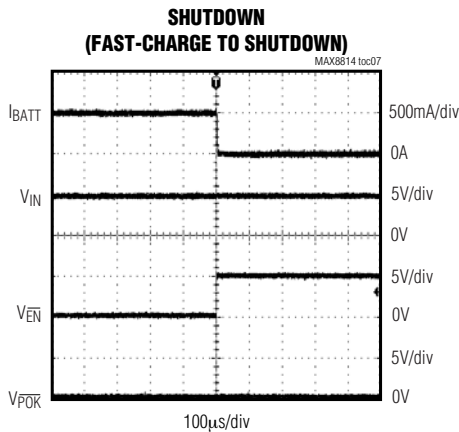 SHUTDOWN
(FAST-CHARGE TO SHUTDOWN)
MAX8814 toc07
T
IBATT
500mA/div
0A
VIN
5V/div
0V
5V/div
VEN
0V
5V/div
VPOK
0V
100μs/div